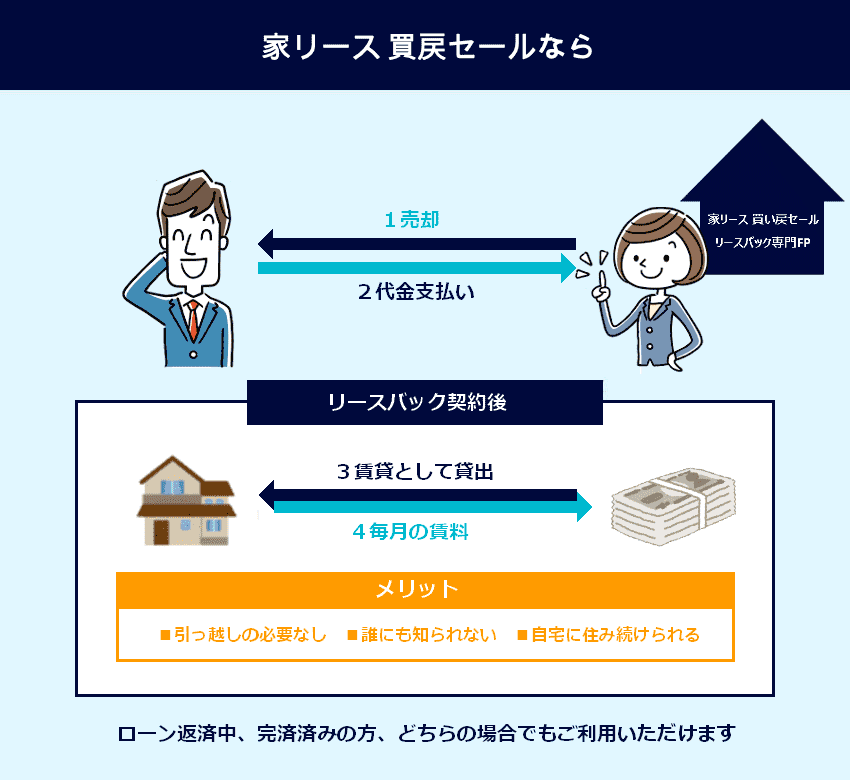 家リース 買戻セールなら
1売却
2代金支払い
家リース 買い戻セール
リースバック専門FP
リースバック契約後
3賃貸として貸出
4毎月の賃料
メリット
■引っ越しの必要なし ■誰にも知られない ■自宅に住み続けられる
ローン返済中、完済済みの方、どちらの場合でもご利用いただけます